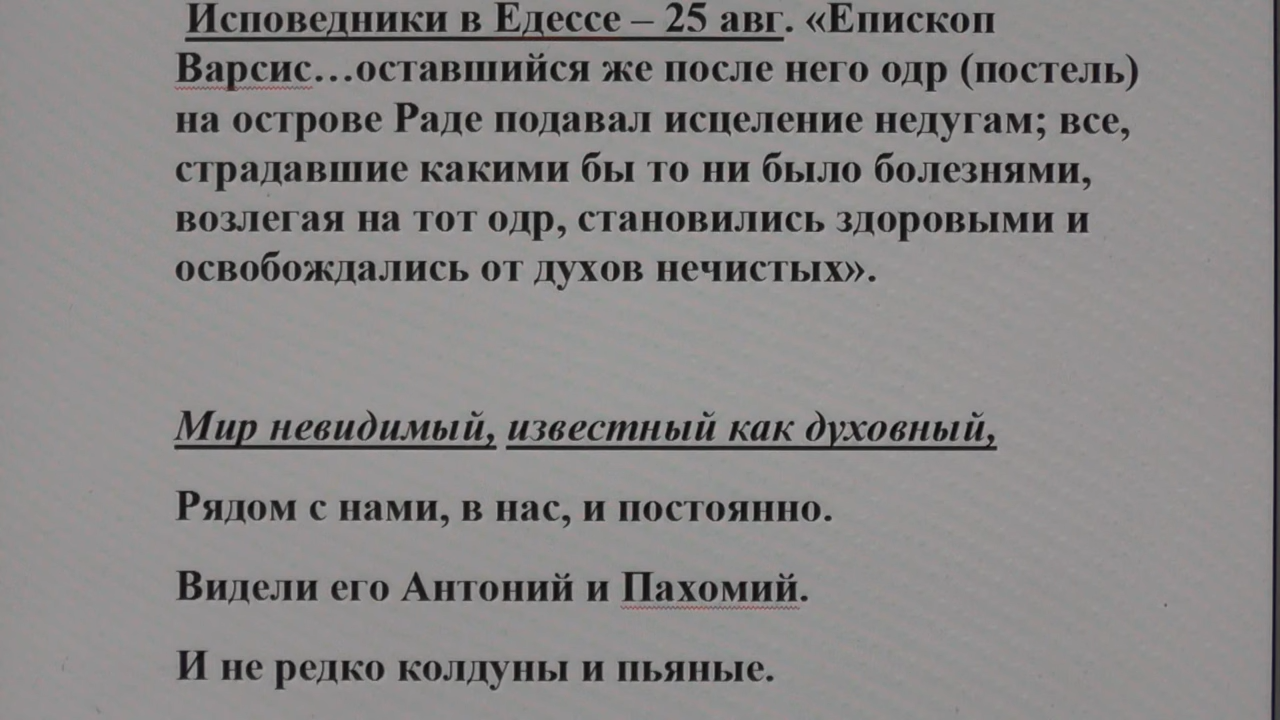 Исповедники в Едессе – 25 авг. «Епископ
Варсис…оставшийся же после него одр (постель)
на острове Раде подавал исцеление недугам; все,
страдавшие какими бы то ни было болезнями,
возлегая на тот одр, становились здоровыми и
освобождались от духов нечистых».
Мир невидимый, известный как духовный,
Рядом с нами, в нас, и постоянно.
Видели его Антоний и Пахомий.
И не редко колдуны и пьяные.